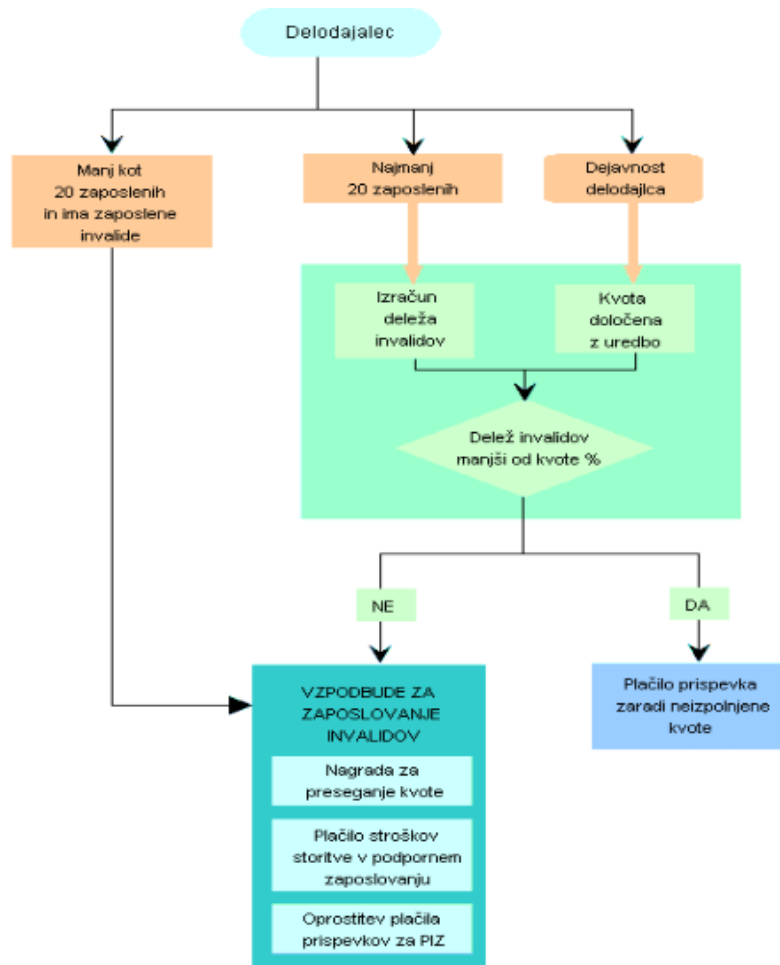 Delodajalec
Manj kot
20 zaposlenih
in ima zaposlene
invalide
Najmanj
20 zaposlenih
Dejavnost
delodajlca
Izračun
deleža
invalidov
Kvota
določena
z uredbo
Delež invalidov
manjši od kvote %
NE
DA
VZPODBUDE ZA
ZAPOSLOVANJE
INVALIDOV
Nagrada za
preseganje kvote
Plačilo stroškov
storitve v podpornem
zaposlovanju
Oprostitev plačila
prispevkov za PIZ
Plačilo prispevka
zaradi neizpolnjene
kvote